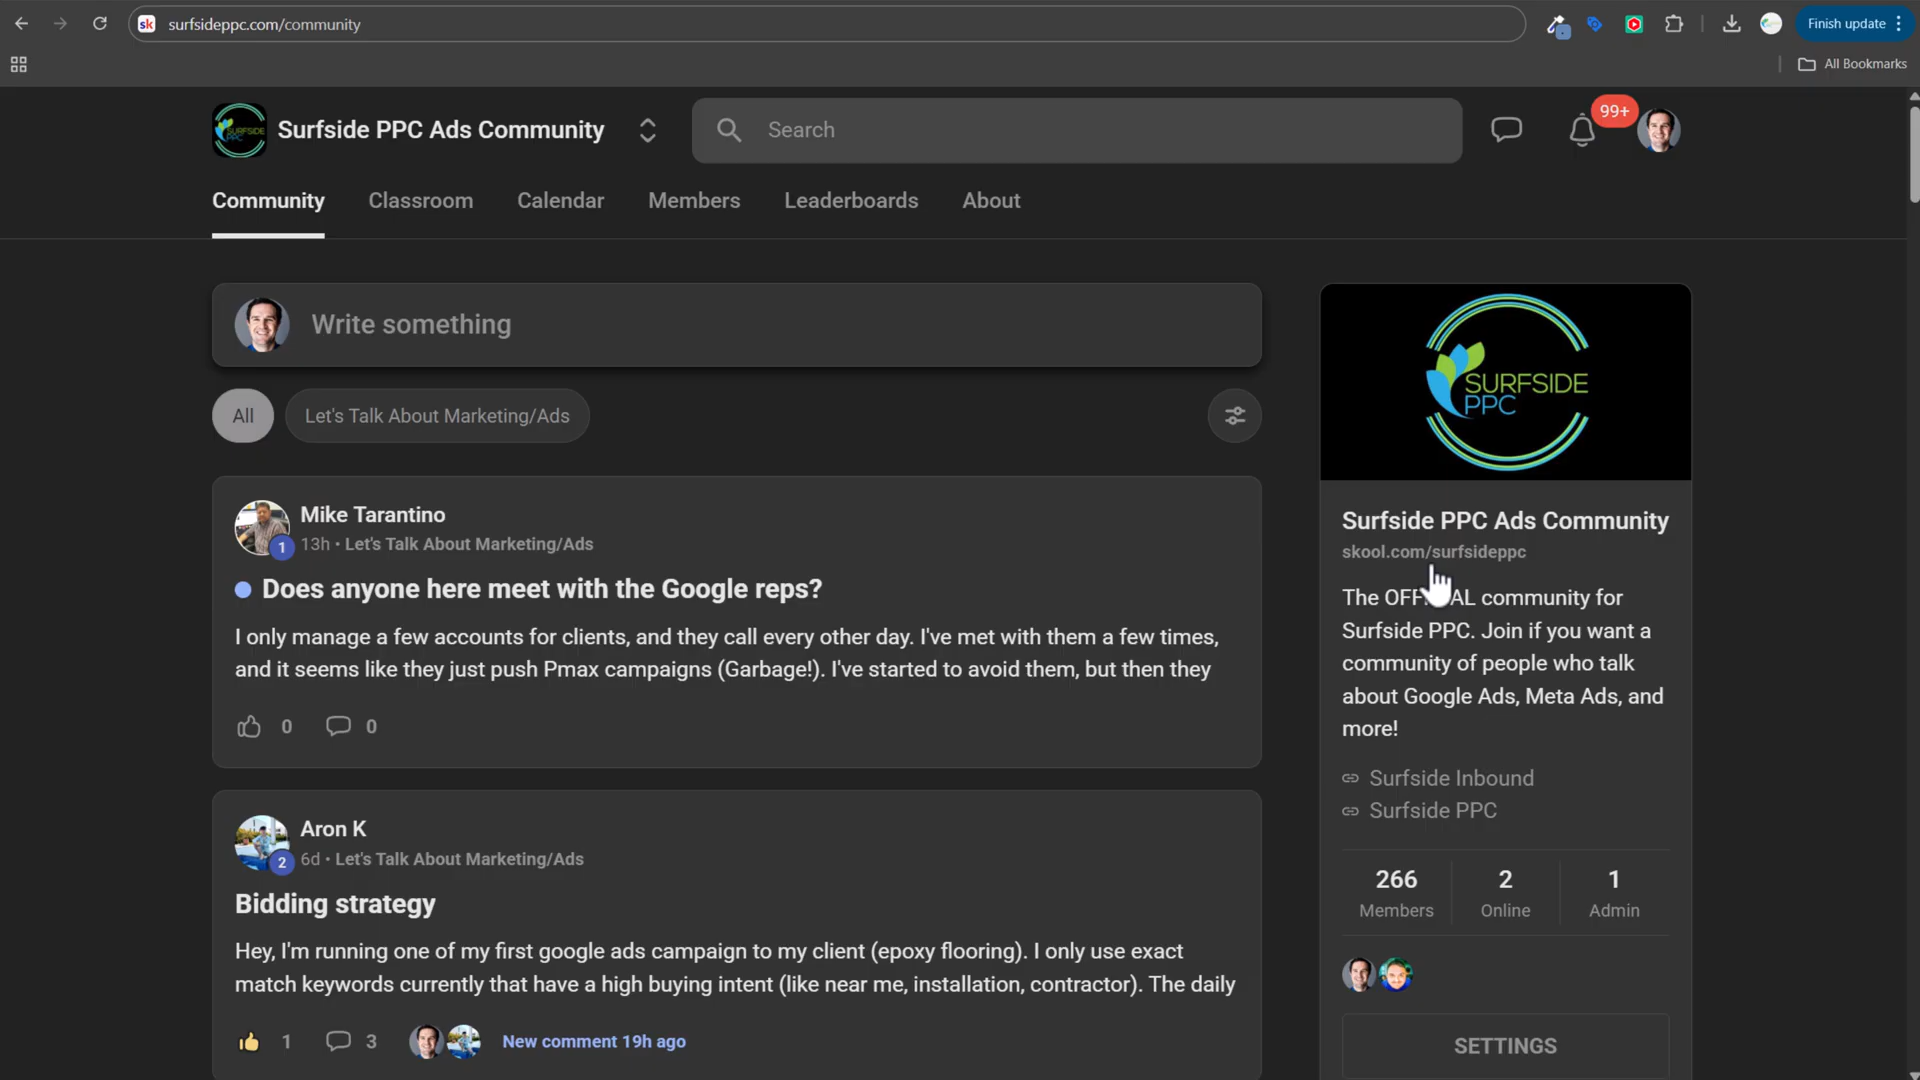 sk surfsideppc.com/community
Finish update
All Bookmarks
SURFSIDE
PPC
Surfside PPC Ads Community
Search
99+
Community Classroom Calendar Members Leaderboards About
Write something
All Let's Talk About Marketing/Ads
Mike Tarantino
1 13h • Let's Talk About Marketing/Ads
Does anyone here meet with the Google reps?
I only manage a few accounts for clients, and they call every other day. I've met with them a few times,
and it seems like they just push Pmax campaigns (Garbage!). I've started to avoid them, but then they
0 0
Aron K
2 6d • Let's Talk About Marketing/Ads
Bidding strategy
Hey, I'm running one of my first google ads campaign to my client (epoxy flooring). I only use exact
match keywords currently that have a high buying intent (like near me, installation, contractor). The daily
1 3 New comment 19h ago
SURFSIDE
PPC
Surfside PPC Ads Community
skool.com/surfsideppc
The community for
Surfside PPC. Join if you want a
community of people who talk
about Google Ads, Meta Ads, and
more!
Surfside Inbound
Surfside PPC
266 2 1
Members Online Admin
SETTINGS